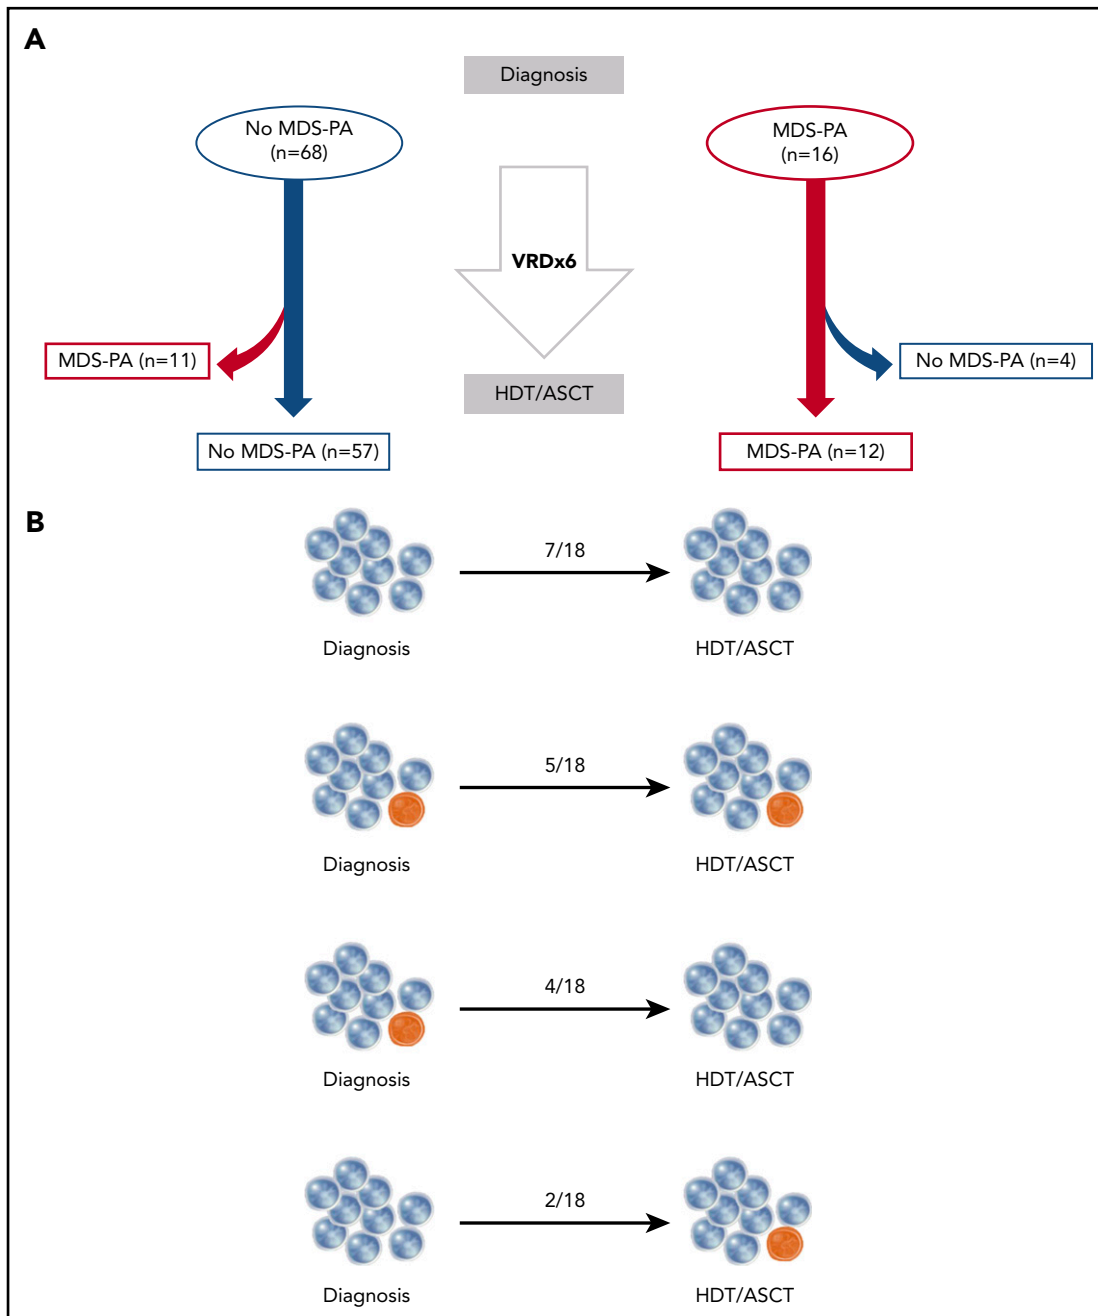 A
Diagnosis
No MDS-PA
(n=68)
MDS-PA
(n=16)
VRDx6
MDS-PA (n=11)
No MDS-PA (n=4)
HDT/ASCT
No MDS-PA (n=57)
MDS-PA (n=12)
B
7/18
Diagnosis
HDT/ASCT
5/18
Diagnosis
HDT/ASCT
4/18
Diagnosis
HDT/ASCT
2/18
Diagnosis
HDT/ASCT